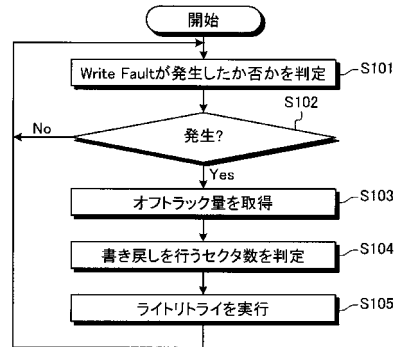 開始
Write Faultが発生したか否かを判定
S101
S102
発生?
No
Yes
オフトラック量を取得
S103
書き戻しを行うセクタ数を判定
S104
ライトリトライを実行
S105